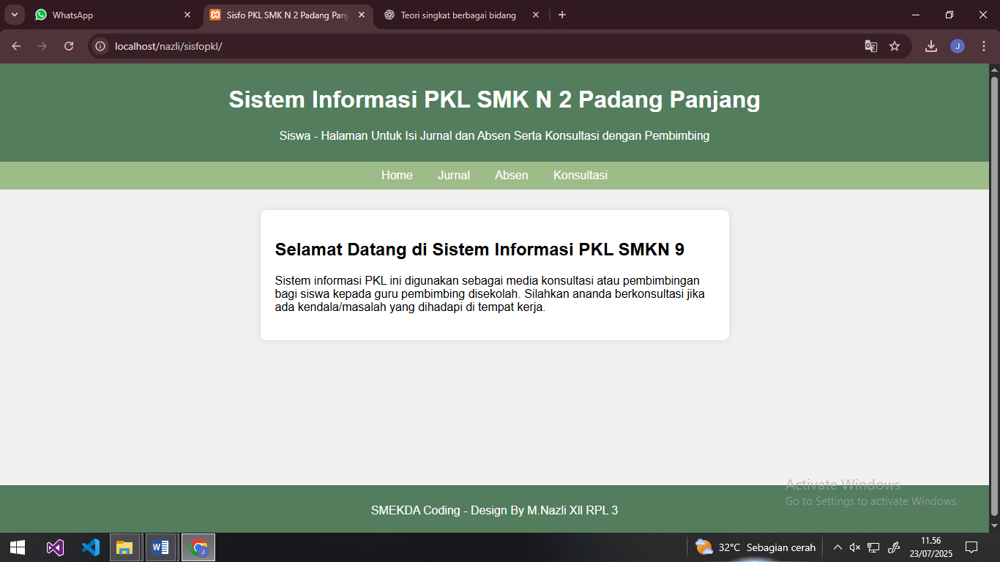 WhatsApp
Sisfo PKL SMK N 2 Padang Panj
Teori singkat berbagai bidang
localhost/nazli/sisfopkl/
J
Sistem Informasi PKL SMK N 2 Padang Panjang
Siswa - Halaman Untuk Isi Jurnal dan Absen Serta Konsultasi dengan Pembimbing
Home Jurnal Absen Konsultasi
Selamat Datang di Sistem Informasi PKL SMKN 9
Sistem informasi PKL ini digunakan sebagai media konsultasi atau pembimbingan
bagi siswa kepada guru pembimbing disekolah. Silahkan ananda berkonsultasi jika
ada kendala/masalah yang dihadapi di tempat kerja.
Activate Windows
Go to Settings to activate Windows.
SMEKDA Coding - Design By M.Nazli XII RPL 3
32°C Sebagian cerah
11.56
23/07/2025